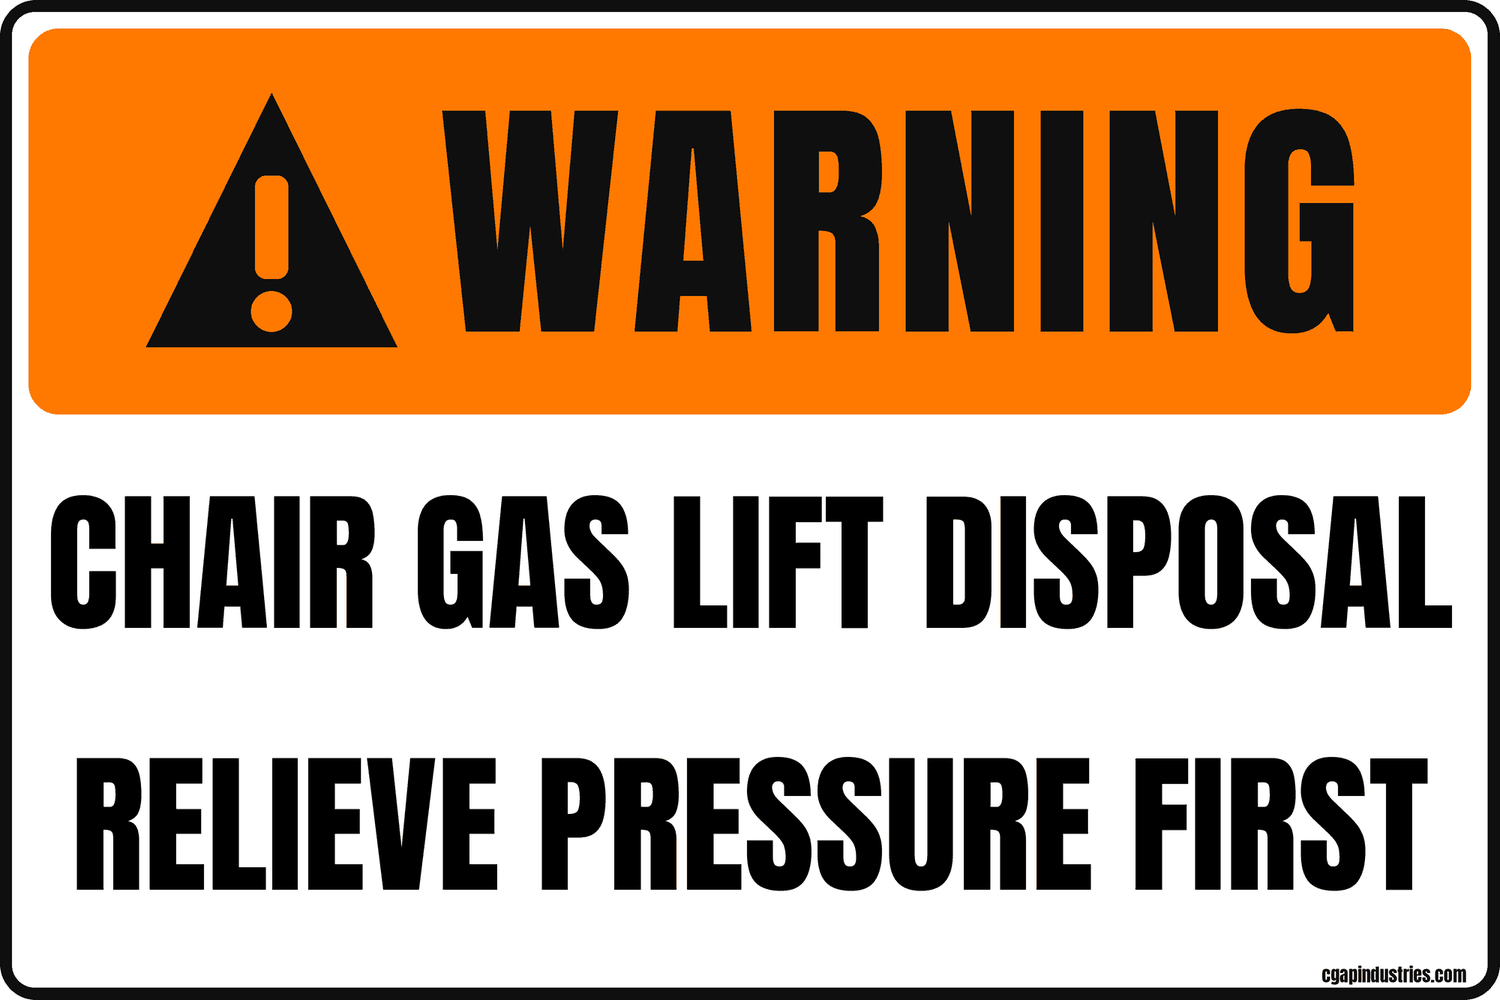 WARNING
CHAIR GAS LIFT DISPOSAL
RELIEVE PRESSURE FIRST
cgapindustries.com